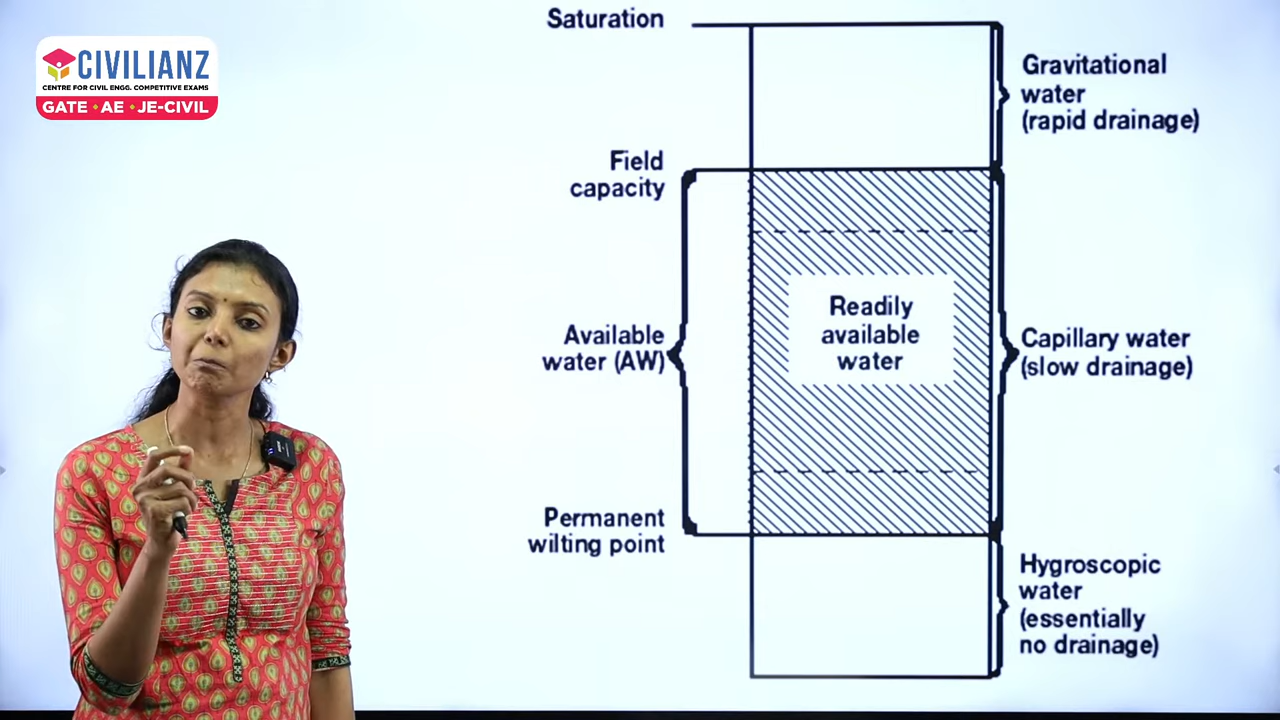 CIVILIANZ
CENTRE FOR CIVIL ENGG. COMPETITIVE EXAMS
GATE • AE • JE-CIVIL
Saturation
Gravitational
water
(rapid drainage)
Field
capacity
Readily
available
water
Available
water (AW)
Capillary water
(slow drainage)
Permanent
wilting point
Hygroscopic
water
(essentially
no drainage)